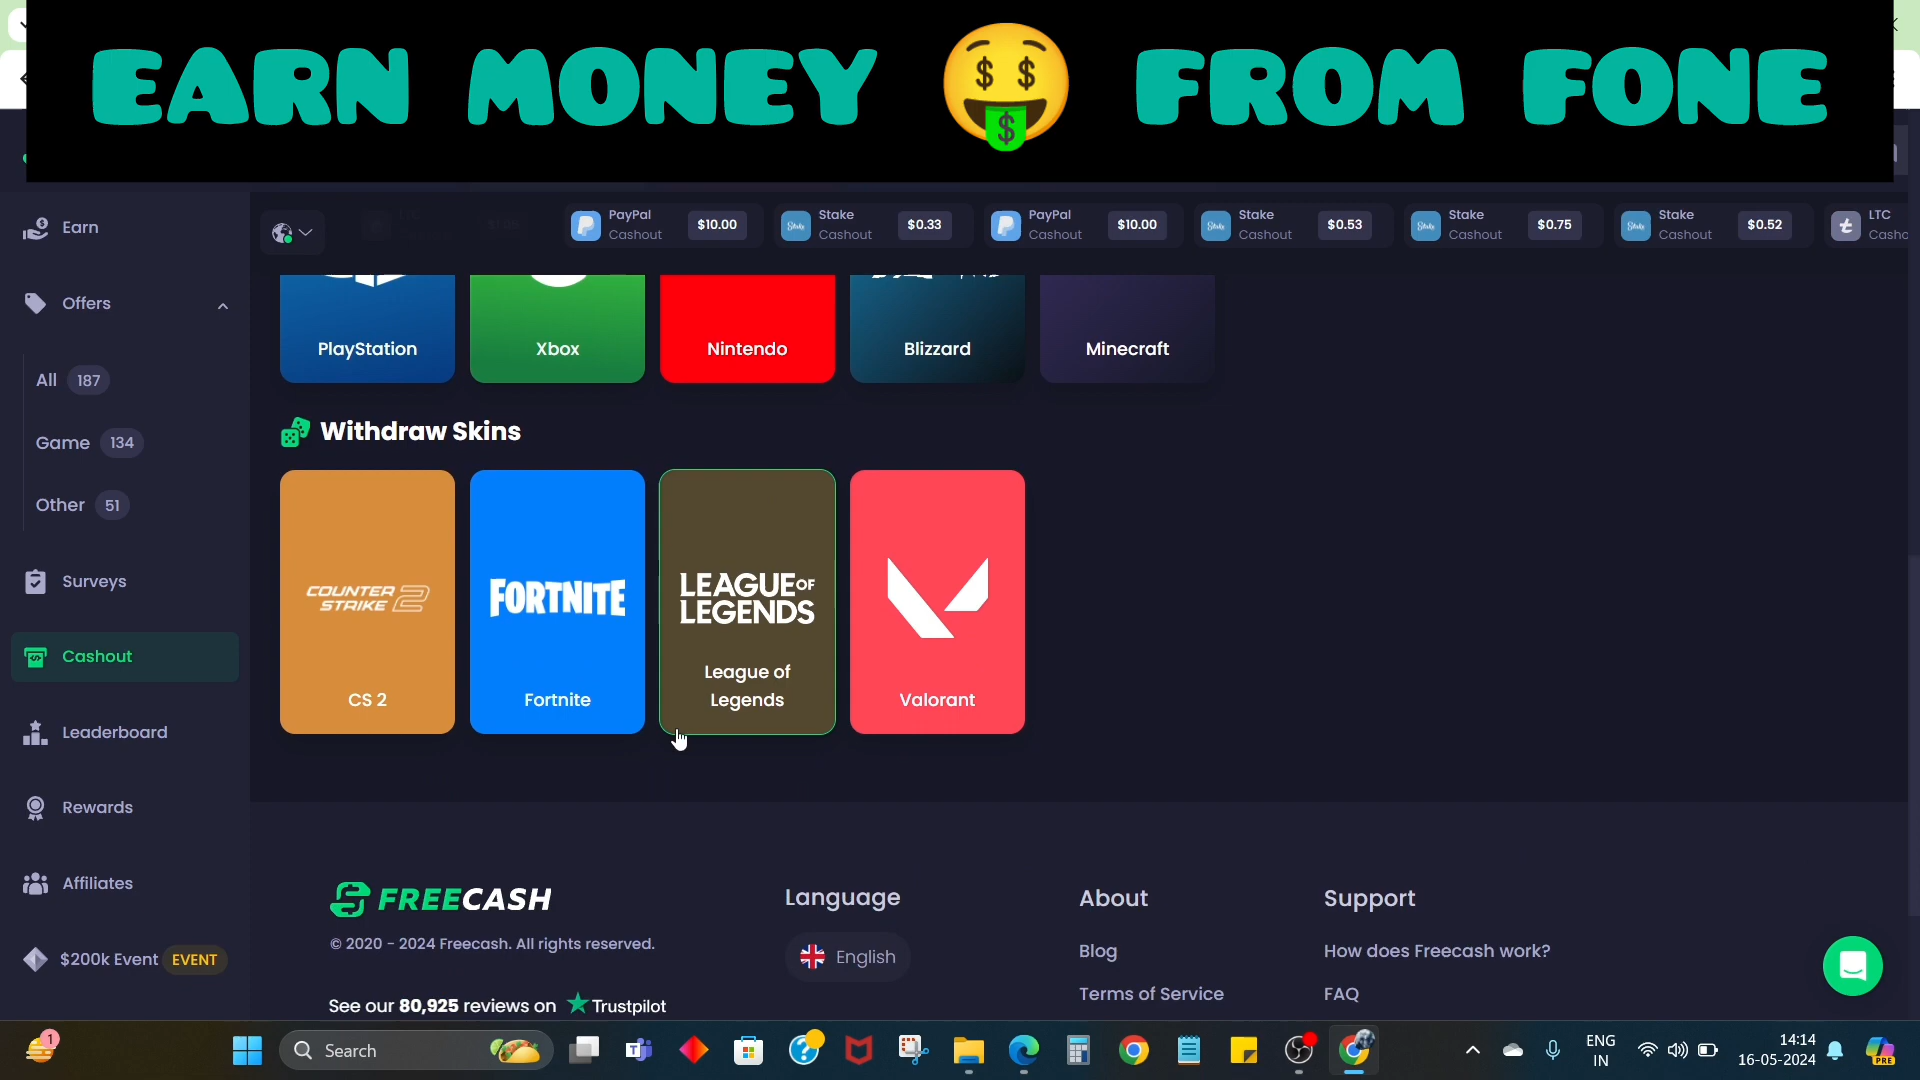 EARN MONEY 🤑 FROM FONE
Earn
PayPal
Cashout
$10.00
Stake
Cashout
$0.33
PayPal
Cashout
$10.00
Stake
Cashout
$0.53
Stake
Cashout
$0.75
Stake
Cashout
$0.52
LTC
Offers
All 187
Game 134
Other 51
Surveys
Cashout
Leaderboard
Rewards
Affiliates
$200k Event EVENT
PlayStation
Xbox
Nintendo
Blizzard
Minecraft
Withdraw Skins
COUNTER
STRIKE 2
CS 2
FORTNITE
Fortnite
LEAGUE OF
LEGENDS
League of
Legends
Valorant
FREECASH
© 2020 - 2024 Freecash. All rights reserved.
See our 80,925 reviews on Trustpilot
Language
English
About
Blog
Terms of Service
Support
How does Freecash work?
FAQ
1
Search
ENG
IN
14:14
16-05-2024
PRE